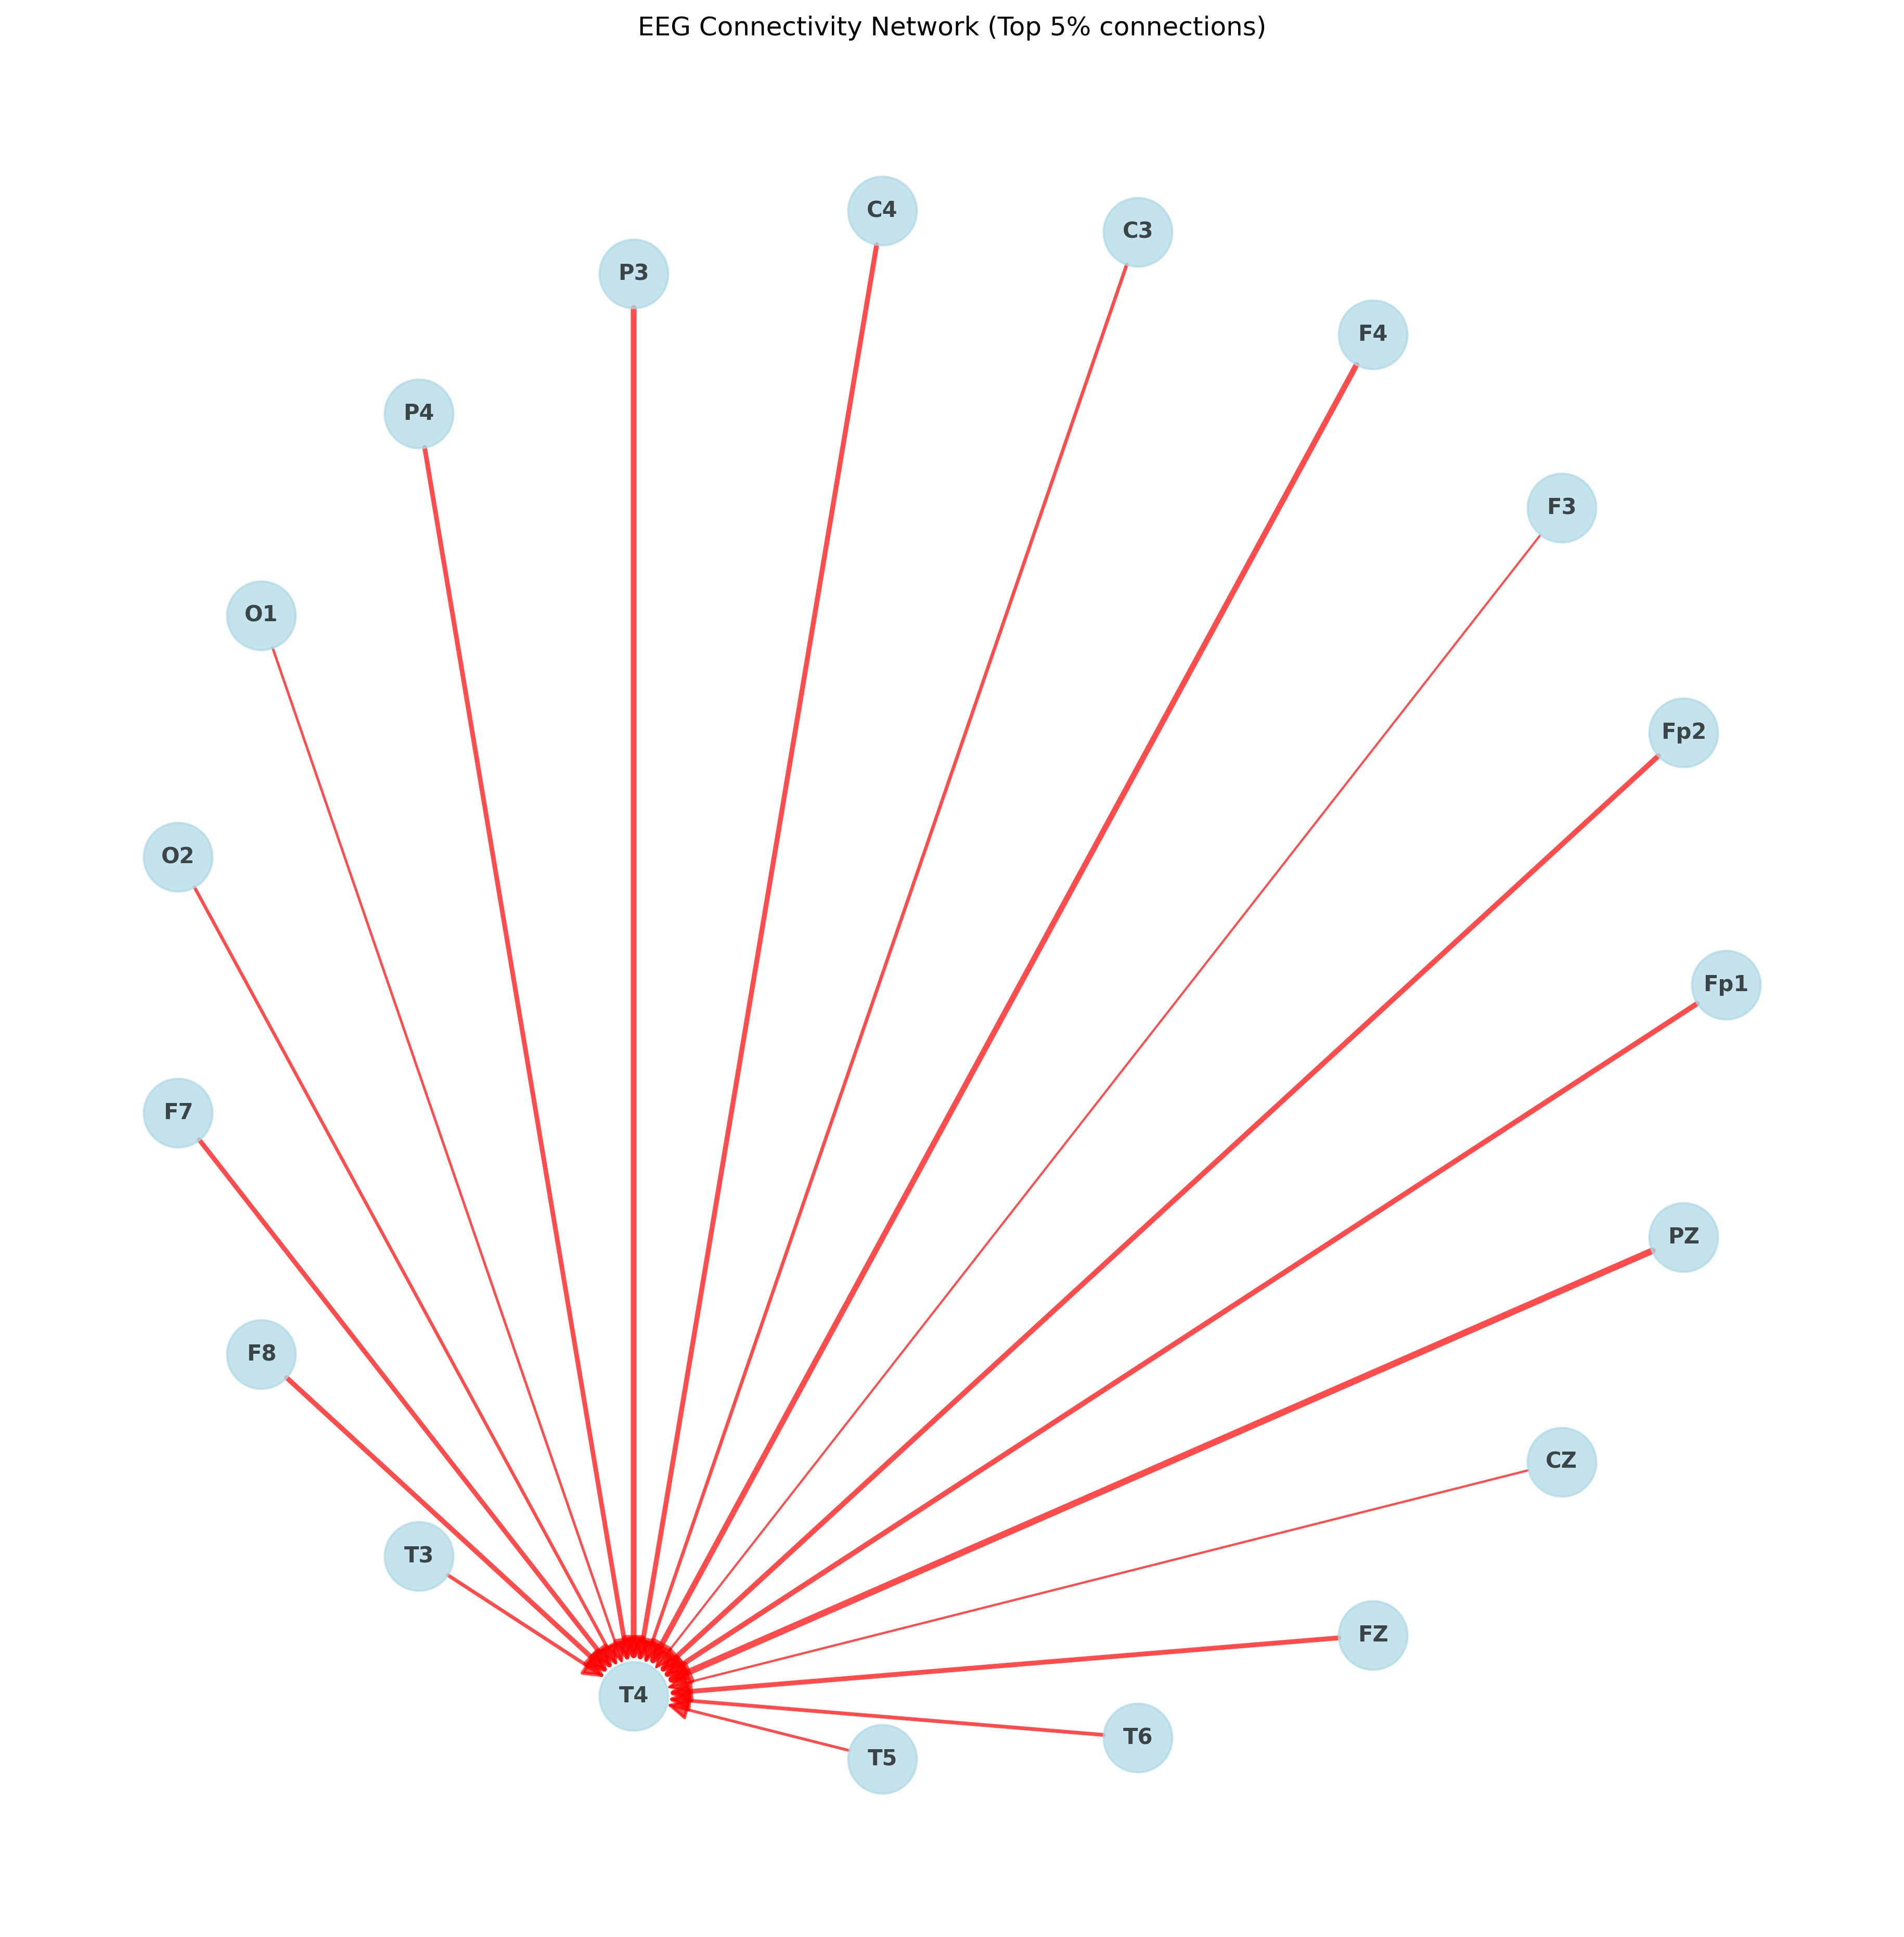 EEG Connectivity Network (Top 5% connections)
C4
C3
P3
F4
P4
F3
O1
Fp2
O2
Fp1
F7
PZ
F8
CZ
T3
FZ
T4
T6
T5